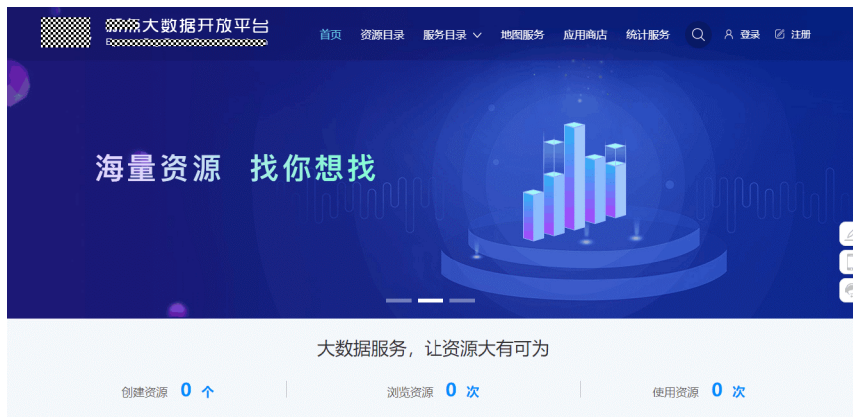 大数据开放平台
首页 资源目录 服务目录 地图服务 应用商店 统计服务 登录 注册
海量资源 找你想找
大数据服务，让资源大有可为
创建资源 0 个 浏览资源 0 次 使用资源 0 次